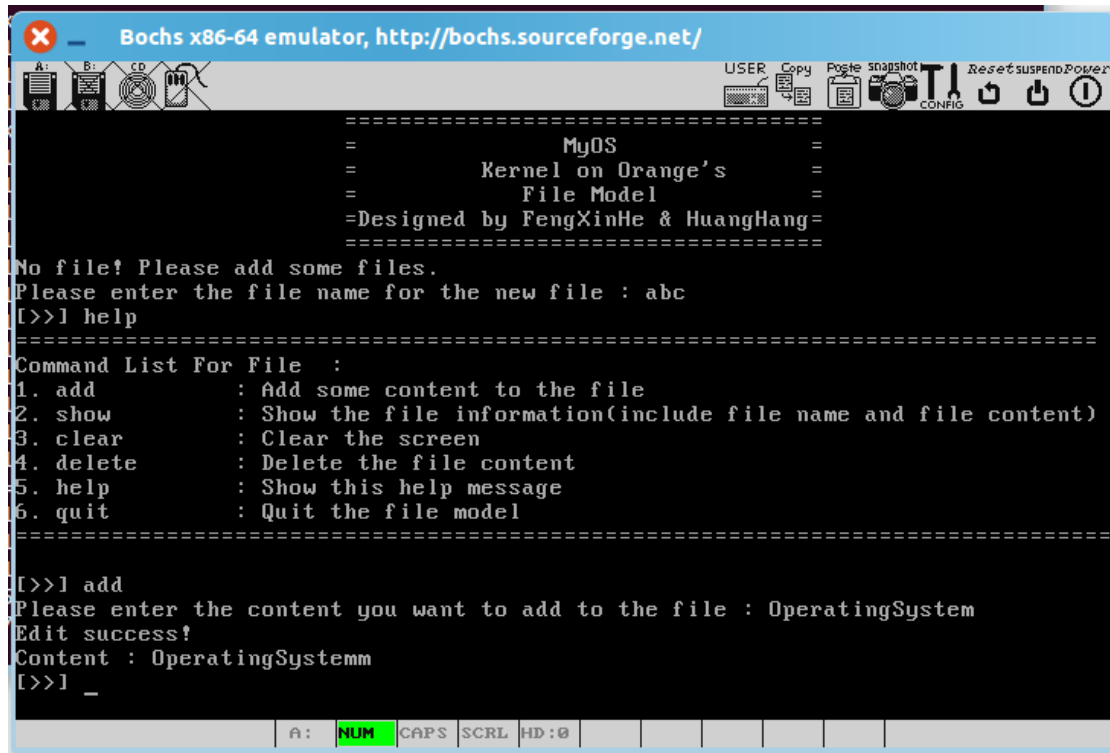 Bochs x86-64 emulator, http://bochs.sourceforge.net/
A: B: CD USER Copy Paste snapshot CONFIG Reset SUSPEND Power
===================================
= MyOS =
= Kernel on Orange's =
= File Model =
=Designed by FengXinHe & HuangHang=
===================================
No file! Please add some files.
Please enter the file name for the new file : abc
[>>] help
===============================================================================
Command List For File :
1. add : Add some content to the file
2. show : Show the file information(include file name and file content)
3. clear : Clear the screen
4. delete : Delete the file content
5. help : Show this help message
6. quit : Quit the file model
================================================================================
[>>] add
Please enter the content you want to add to the file : OperatingSystem
Edit success!
Content : OperatingSystemm
[>>] _
A: NUM CAPS SCRL HD:0